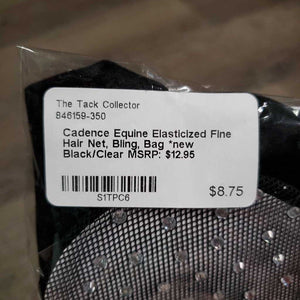 The Tack Collector
B46159-350
Cadence Equine Elasticized Fine
Hair Net, Bling, Bag *new
Black/Clear MSRP: $12.95
S1TPC6
$8.75